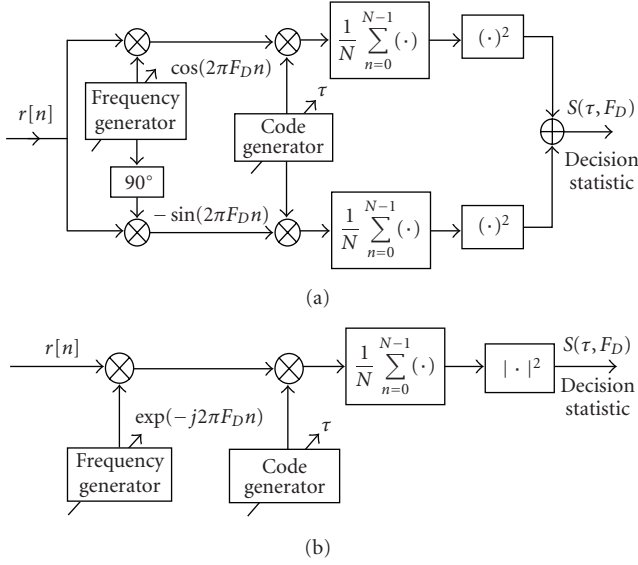 r[n]
cos(2πF_D n)
Frequency
generator
90°
− sin(2πF_D n)
τ
Code
generator
1/N ∑_{n=0}^{N−1} (·)
(·)²
1/N ∑_{n=0}^{N−1} (·)
(·)²
S(τ, F_D)
Decision
statistic
(a)
r[n]
exp(−j2πF_D n)
Frequency
generator
τ
Code
generator
1/N ∑_{n=0}^{N−1} (·)
| · |²
S(τ, F_D)
Decision
statistic
(b)